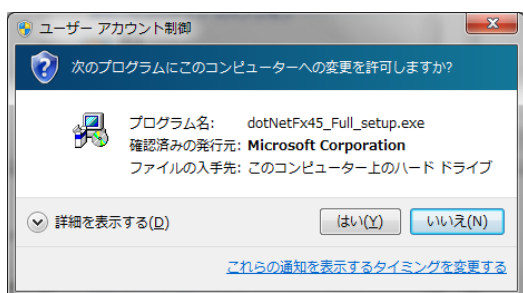 ユーザー アカウント制御
次のプログラムにこのコンピューターへの変更を許可しますか?
プログラム名: dotNetFx45_Full_setup.exe
確認済みの発行元: Microsoft Corporation
ファイルの入手先: このコンピューター上のハード ドライブ
詳細を表示する(D) はい(Y) いいえ(N)
これらの通知を表示するタイミングを変更する